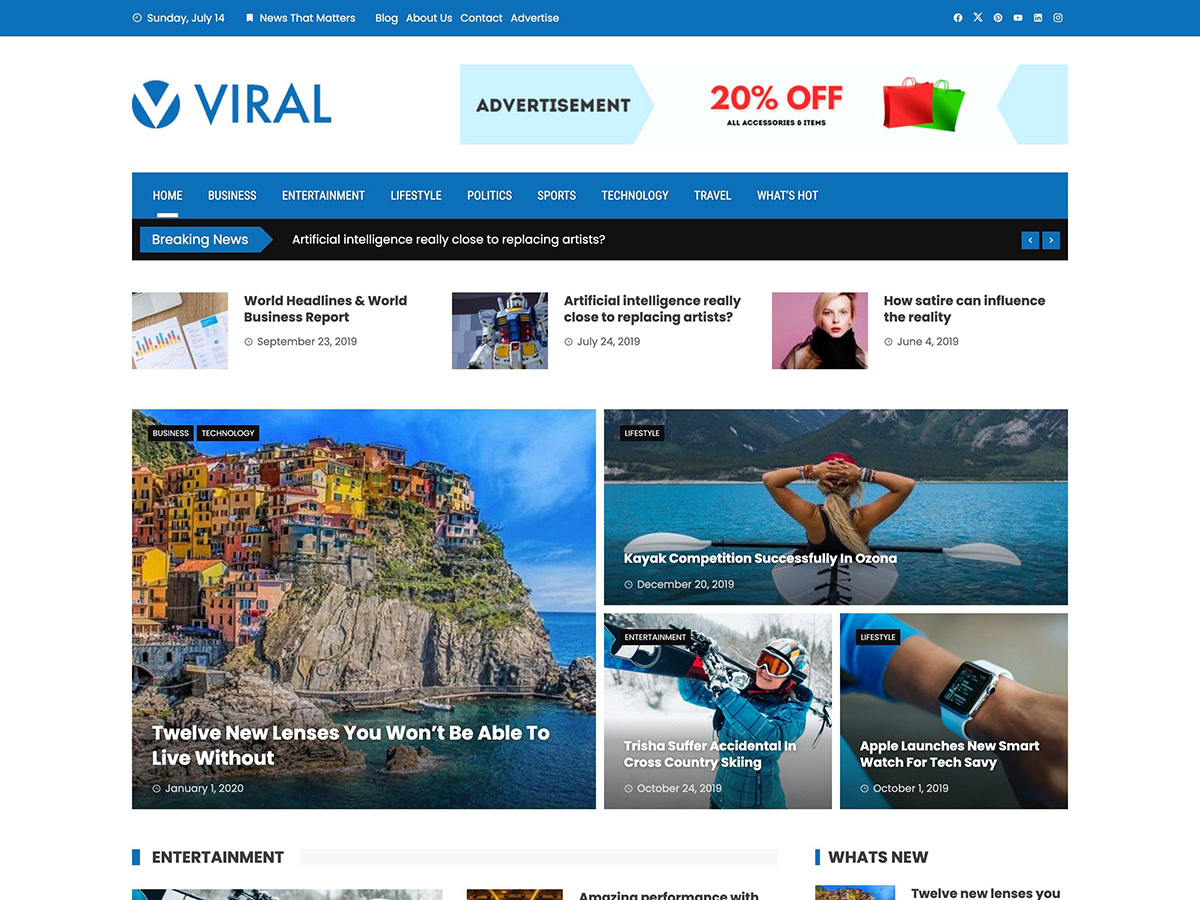 Sunday, July 14 News That Matters Blog About Us Contact Advertise
VIRAL
ADVERTISEMENT
20% OFF
ALL ACCESSORIES & ITEMS
HOME BUSINESS ENTERTAINMENT LIFESTYLE POLITICS SPORTS TECHNOLOGY TRAVEL WHAT'S HOT
Breaking News Artificial intelligence really close to replacing artists?
World Headlines & World
Business Report
September 23, 2019
Artificial intelligence really
close to replacing artists?
July 24, 2019
How satire can influence
the reality
June 4, 2019
BUSINESS TECHNOLOGY
Twelve New Lenses You Won't Be Able To
Live Without
January 1, 2020
LIFESTYLE
Kayak Competition Successfully In Ozona
December 20, 2019
ENTERTAINMENT
Trisha Suffer Accidental In
Cross Country Skiing
October 24, 2019
LIFESTYLE
Apple Launches New Smart
Watch For Tech Savy
October 1, 2019
ENTERTAINMENT
Amazing performance with
WHATS NEW
Twelve new lenses you